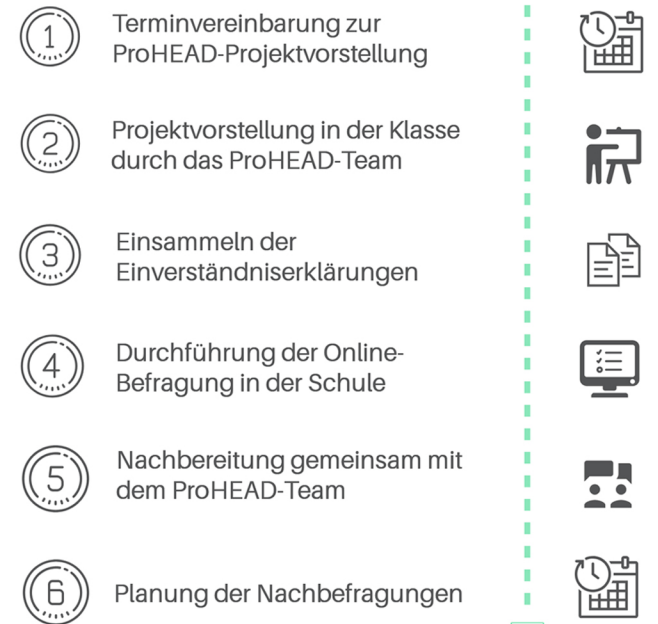 1
Terminvereinbarung zur
ProHEAD-Projektvorstellung
2
Projektvorstellung in der Klasse
durch das ProHEAD-Team
3
Einsammeln der
Einverständniserklärungen
4
Durchführung der Online-
Befragung in der Schule
5
Nachbereitung gemeinsam mit
dem ProHEAD-Team
6
Planung der Nachbefragungen